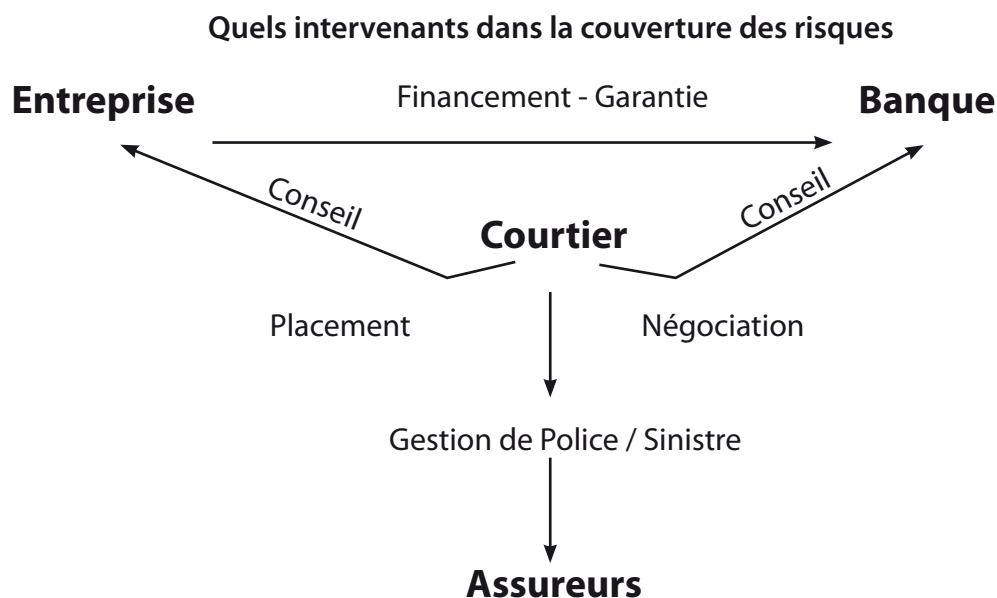 Quels intervenants dans la couverture des risques
Entreprise
Financement - Garantie
Banque
Conseil
Conseil
Courtier
Placement
Négociation
Gestion de Police / Sinistre
Assureurs